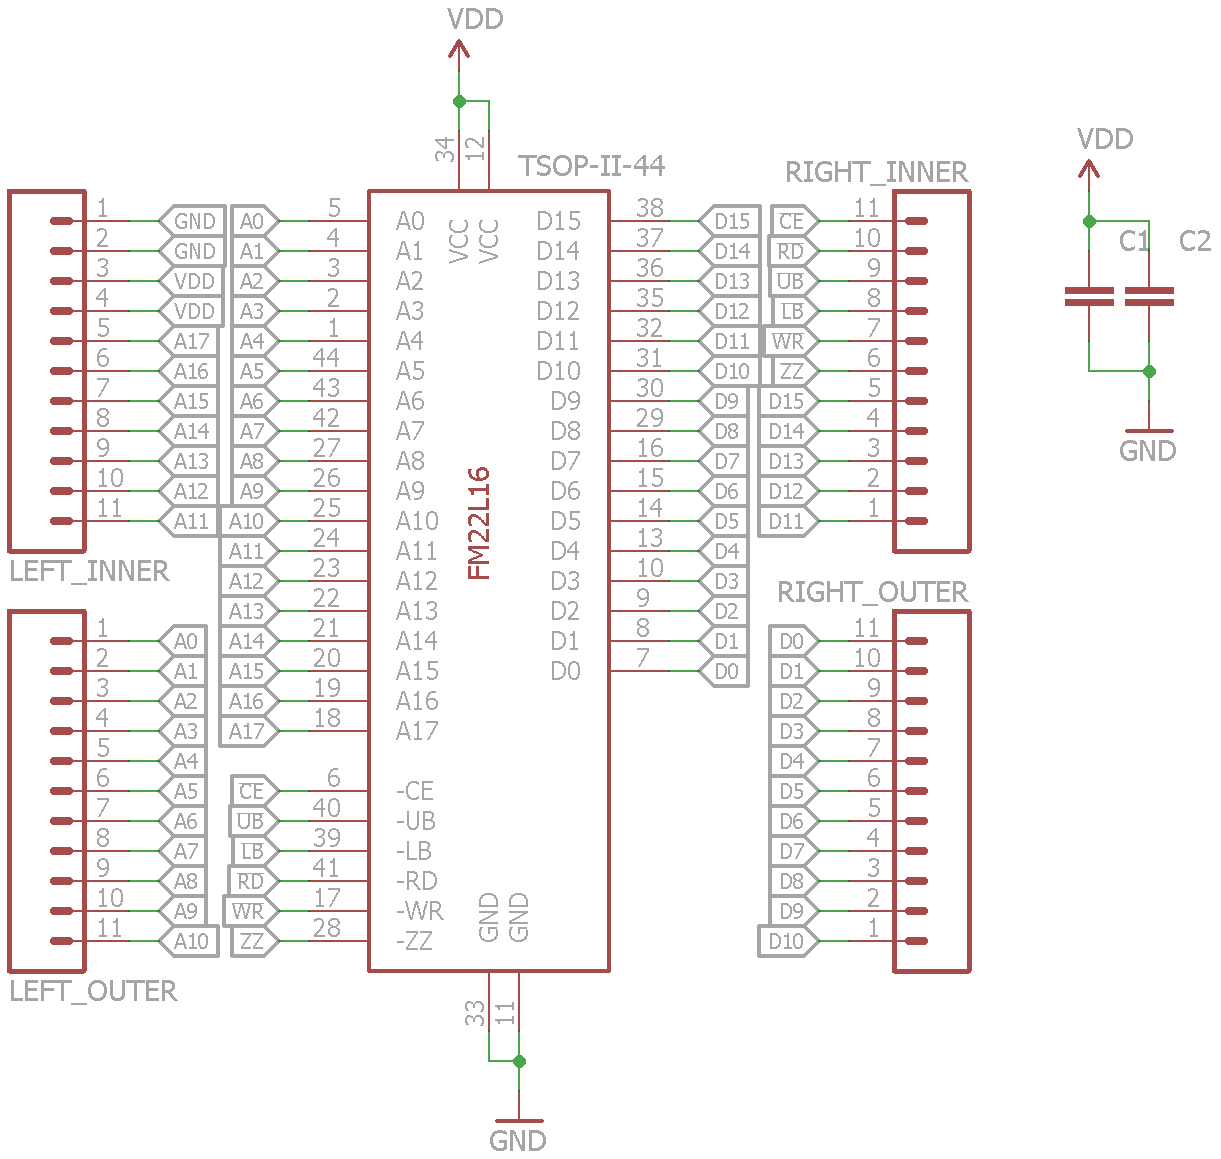 VDD
34
12
TSOP-II-44
VCC
VCC
FM22L16
LEFT_INNER
1 GND
2 GND
3 VDD
4 VDD
5 A17
6 A16
7 A15
8 A14
9 A13
10 A12
11 A11
LEFT_OUTER
1 A0
2 A1
3 A2
4 A3
5 A4
6 A5
7 A6
8 A7
9 A8
10 A9
11 A10
A0 5 A0
A1 4 A1
A2 3 A2
A3 2 A3
A4 1 A4
A5 44 A5
A6 43 A6
A7 42 A7
A8 27 A8
A9 26 A9
A10 25 A10
A11 24 A11
A12 23 A12
A13 22 A13
A14 21 A14
A15 20 A15
A16 19 A16
A17 18 A17
CE 6 -CE
UB 40 -UB
LB 39 -LB
RD 41 -RD
WR 17 -WR
ZZ 28 -ZZ
D15 38 D15
D14 37 D14
D13 36 D13
D12 35 D12
D11 32 D11
D10 31 D10
D9 30 D9
D8 29 D8
D7 16 D7
D6 15 D6
D5 14 D5
D4 13 D4
D3 10 D3
D2 9 D2
D1 8 D1
D0 7 D0
GND
GND
33
11
GND
RIGHT_INNER
CE 11
RD 10
UB 9
LB 8
WR 7
ZZ 6
D15 5
D14 4
D13 3
D12 2
D11 1
RIGHT_OUTER
D0 11
D1 10
D2 9
D3 8
D4 7
D5 6
D6 5
D7 4
D8 3
D9 2
D10 1
VDD
C1 C2
GND